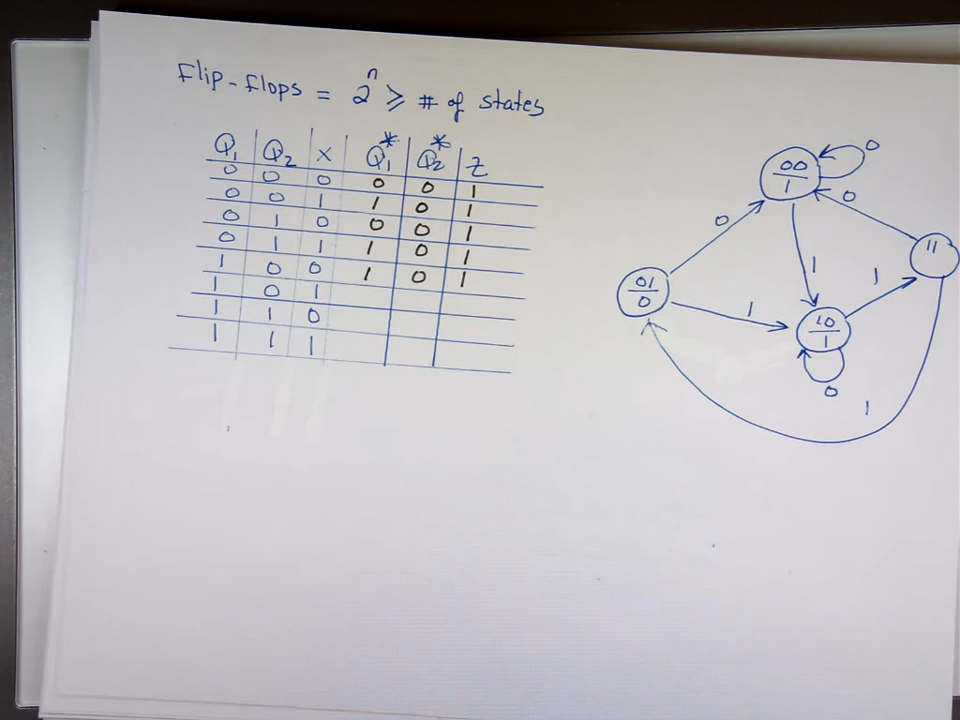 Flip-Flops = 2^n ≥ # of states
Q1 Q2 X Q1* Q2* Z
0 0 0 0 0 1
0 0 1 1 0 1
0 1 0 0 0 1
0 1 1 1 0 1
1 0 0 1 0 1
1 0 1
1 1 0
1 1 1
00
1
0
0
0
11
01
0
1
1
1
10
1
0
1